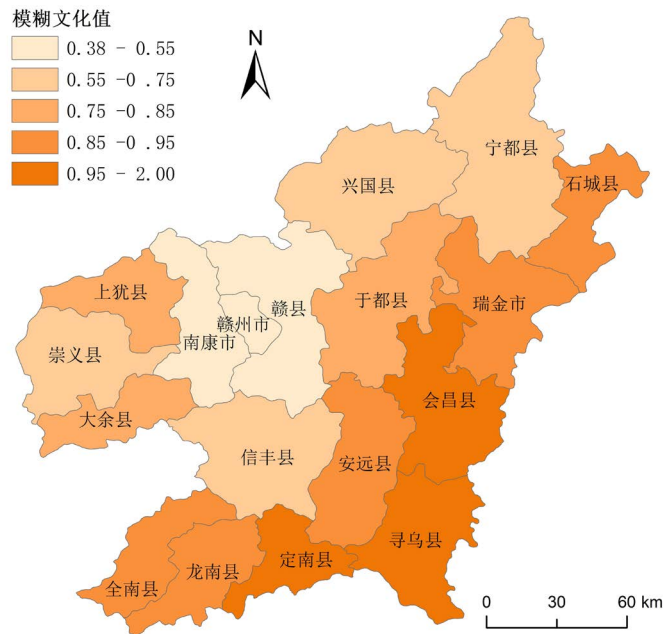 模糊文化值
0.38 - 0.55
0.55 -0 .75
0.75 -0 .85
0.85 -0 .95
0.95 - 2.00
N
宁都县
石城县
兴国县
上犹县
赣县
于都县
瑞金市
赣州市
南康市
崇义县
会昌县
大余县
信丰县
安远县
寻乌县
定南县
龙南县
全南县
0 30 60 km